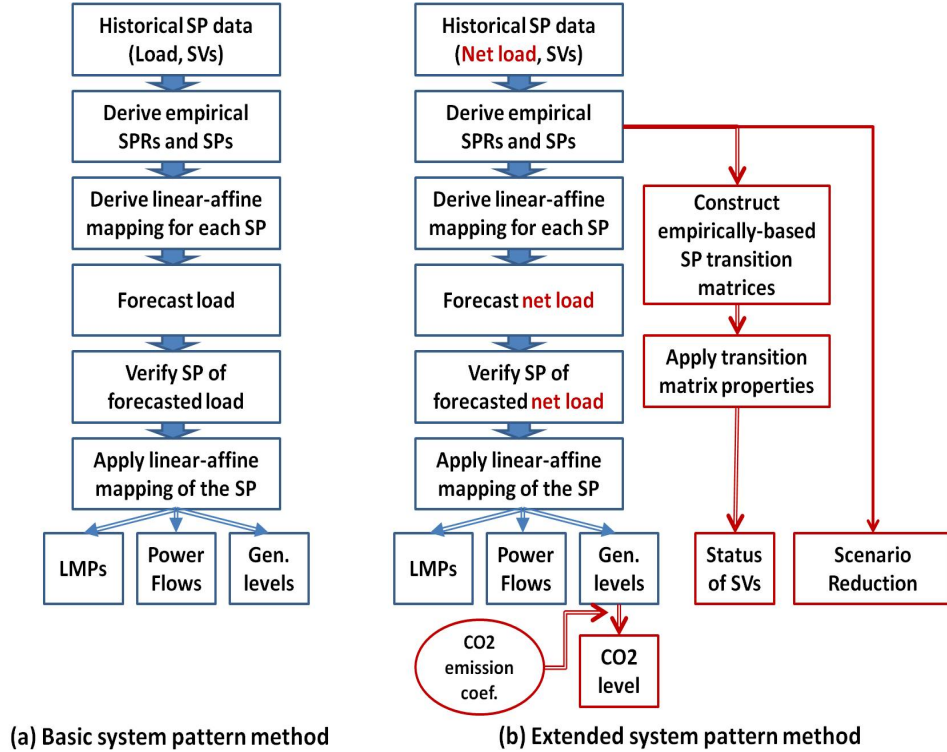 Historical SP data
(Load, SVs)
Derive empirical
SPRs and SPs
Derive linear-affine
mapping for each SP
Forecast load
Verify SP of
forecasted load
Apply linear-affine
mapping of the SP
LMPs
Power
Flows
Gen.
levels
(a) Basic system pattern method
Historical SP data
(Net load, SVs)
Derive empirical
SPRs and SPs
Derive linear-affine
mapping for each SP
Forecast net load
Verify SP of
forecasted net load
Apply linear-affine
mapping of the SP
LMPs
Power
Flows
Gen.
levels
Construct
empirically-based
SP transition
matrices
Apply transition
matrix properties
Status
of SVs
Scenario
Reduction
CO2
emission
coef.
CO2
level
(b) Extended system pattern method